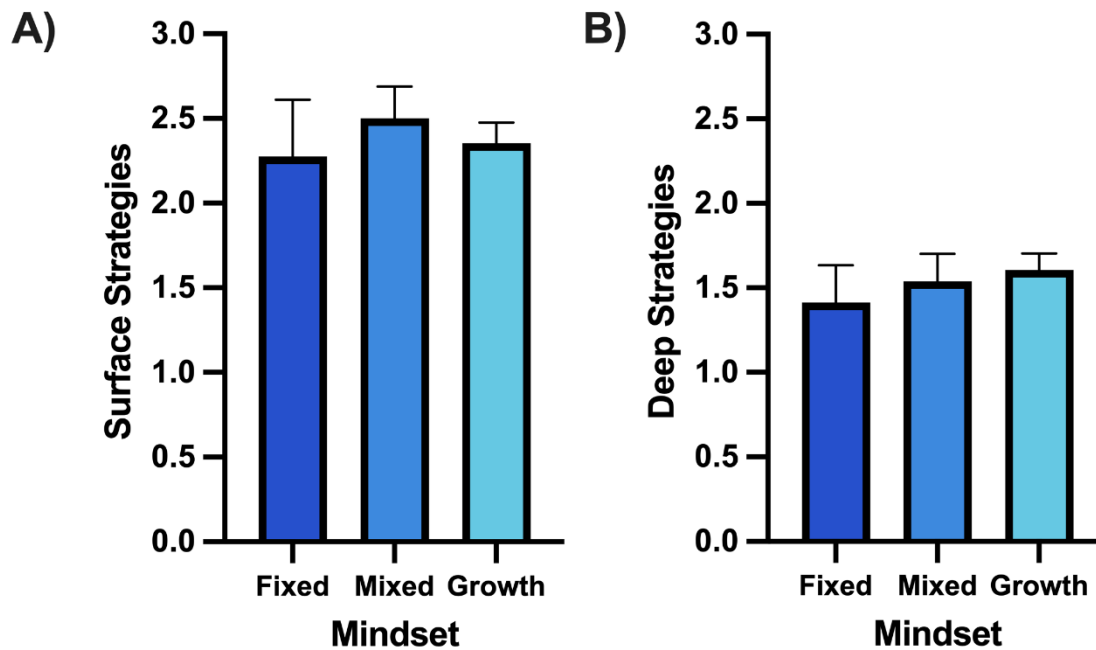 A)
Surface Strategies
3.0
2.5
2.0
1.5
1.0
0.5
0.0
Fixed Mixed Growth
Mindset
B)
Deep Strategies
3.0
2.5
2.0
1.5
1.0
0.5
0.0
Fixed Mixed Growth
Mindset